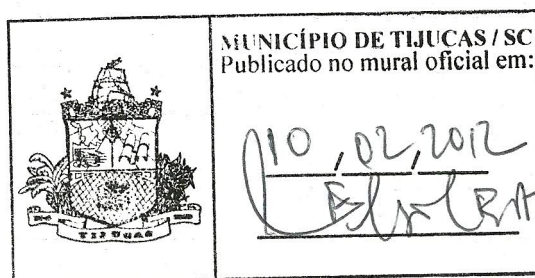 MUNICÍPIO DE TIJUCAS / SC
Publicado no mural oficial em:
10 / 02 / 2012
TIJUCAS